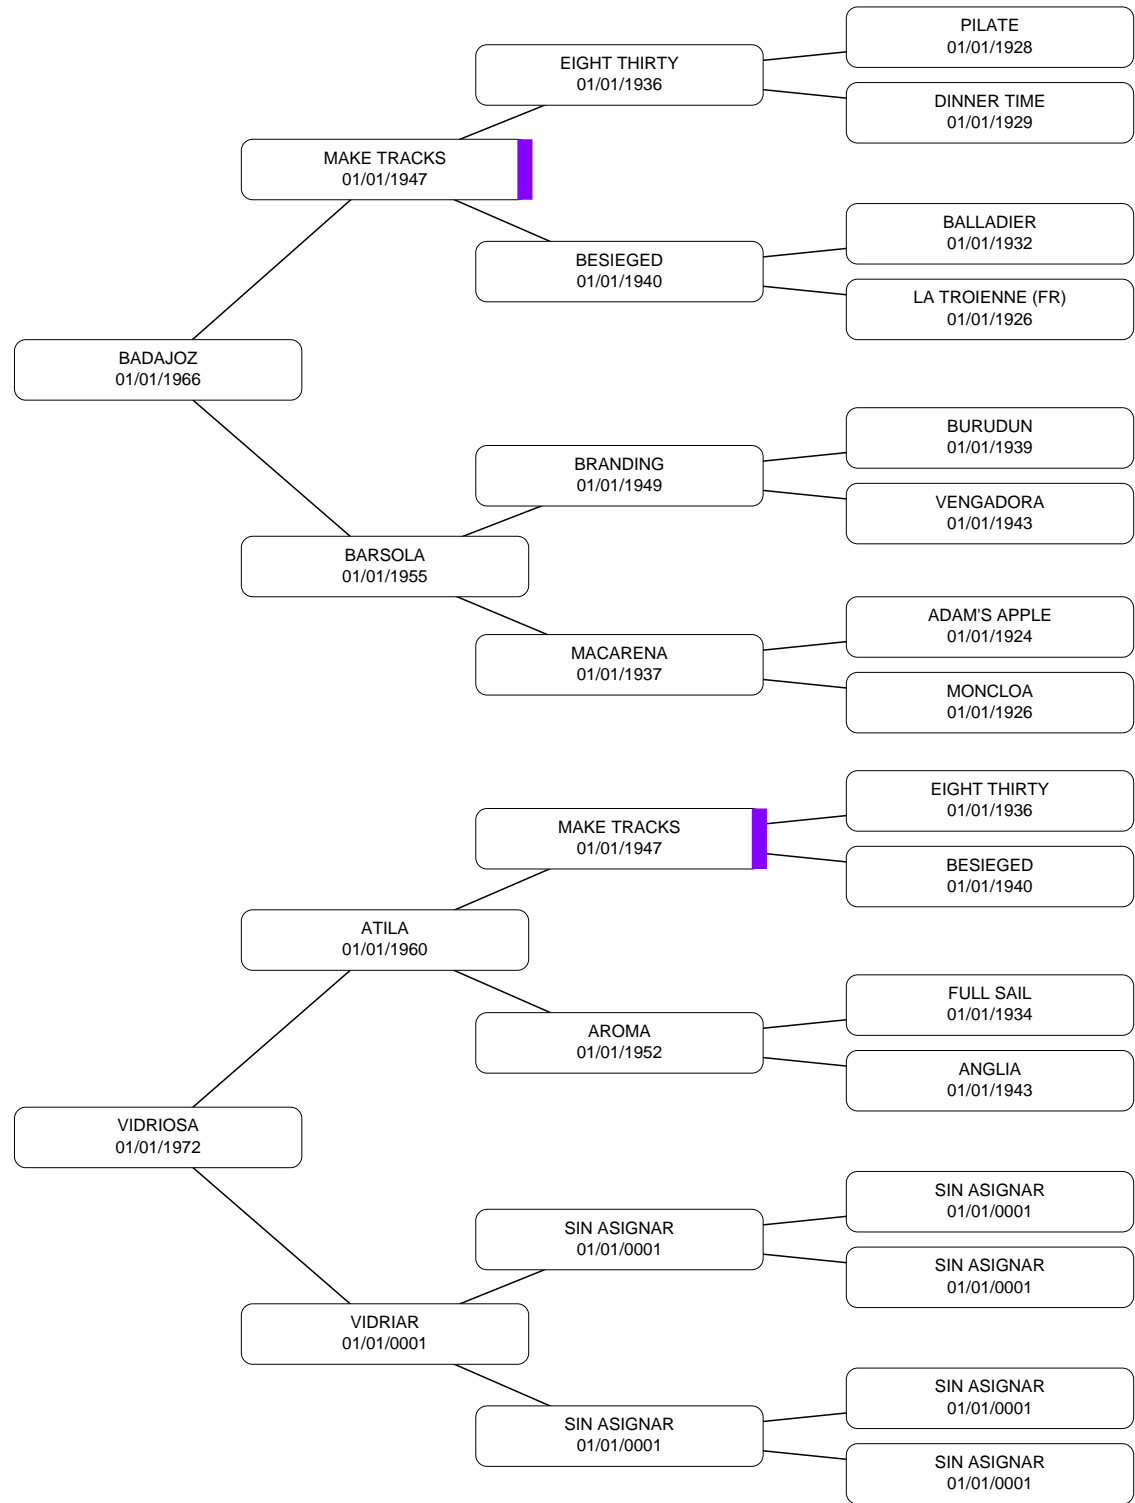 PILATE
01/01/1928
EIGHT THIRTY
01/01/1936
DINNER TIME
01/01/1929
MAKE TRACKS
01/01/1947
BALLADIER
01/01/1932
BESIEGED
01/01/1940
LA TROIENNE (FR)
01/01/1926
BADAJOZ
01/01/1966
BURUDUN
01/01/1939
BRANDING
01/01/1949
VENGADORA
01/01/1943
BARSOLA
01/01/1955
ADAM'S APPLE
01/01/1924
MACARENA
01/01/1937
MONCLOA
01/01/1926
EIGHT THIRTY
01/01/1936
MAKE TRACKS
01/01/1947
BESIEGED
01/01/1940
ATILA
01/01/1960
FULL SAIL
01/01/1934
AROMA
01/01/1952
ANGLIA
01/01/1943
VIDRIOSA
01/01/1972
SIN ASIGNAR
01/01/0001
SIN ASIGNAR
01/01/0001
SIN ASIGNAR
01/01/0001
VIDRIAR
01/01/0001
SIN ASIGNAR
01/01/0001
SIN ASIGNAR
01/01/0001
SIN ASIGNAR
01/01/0001